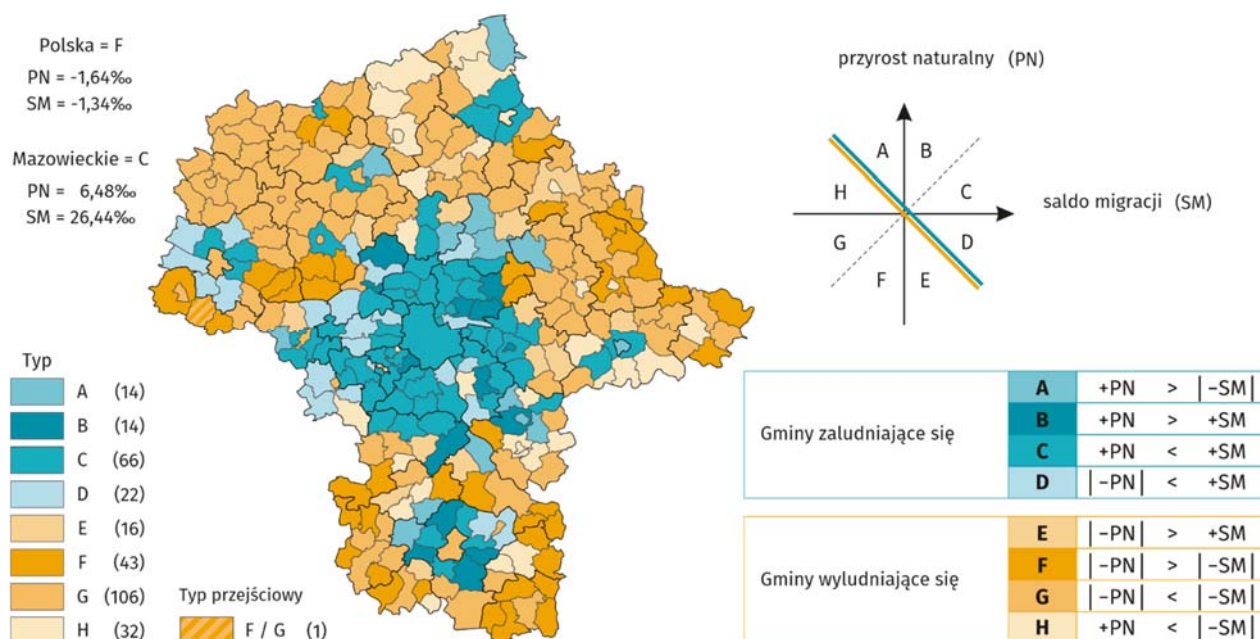 Polska = F
PN = -1,64‰
SM = -1,34‰
Mazowieckie = C
PN = 6,48‰
SM = 26,44‰
przyrost naturalny (PN)
A B
H C
G D
F E
saldo migracji (SM)
Typ
A (14)
B (14)
C (66)
D (22)
E (16)
F (43)
G (106)
H (32)
Typ przejściowy
F / G (1)
Gminy zaludniające się
A +PN > |−SM|
B +PN > +SM
C +PN < +SM
D |−PN| < +SM
Gminy wyludniające się
E |−PN| > +SM
F |−PN| > |−SM|
G |−PN| < |−SM|
H +PN < |−SM|